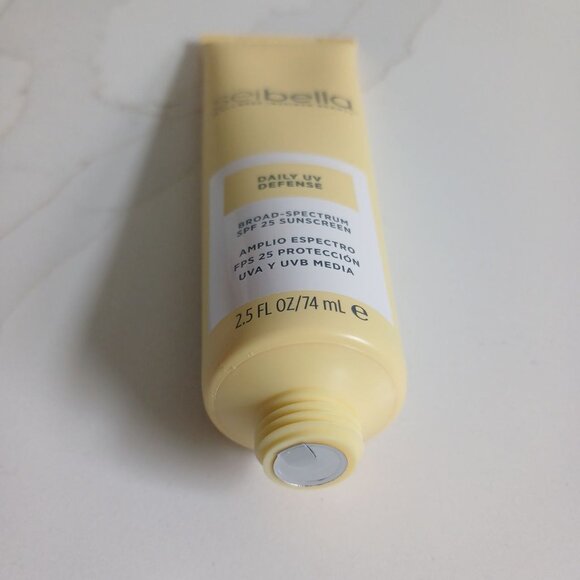 seibella
DAILY UV
DEFENSE
BROAD-SPECTRUM
SPF 25 SUNSCREEN
AMPLIO ESPECTRO
FPS 25 PROTECCIÓN
UVA Y UVB MEDIA
2.5 FL OZ/74 mL e